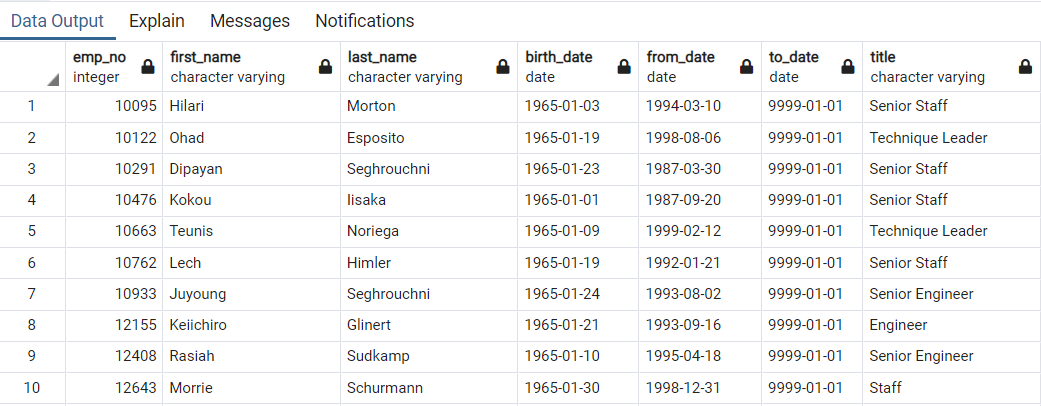 Data Output Explain Messages Notifications
emp_no first_name last_name birth_date from_date to_date title
integer character varying character varying date date date character varying
1 10095 Hilari Morton 1965-01-03 1994-03-10 9999-01-01 Senior Staff
2 10122 Ohad Esposito 1965-01-19 1998-08-06 9999-01-01 Technique Leader
3 10291 Dipayan Seghrouchni 1965-01-23 1987-03-30 9999-01-01 Senior Staff
4 10476 Kokou Iisaka 1965-01-01 1987-09-20 9999-01-01 Senior Staff
5 10663 Teunis Noriega 1965-01-09 1999-02-12 9999-01-01 Technique Leader
6 10762 Lech Himler 1965-01-19 1992-01-21 9999-01-01 Senior Staff
7 10933 Juyoung Seghrouchni 1965-01-24 1993-08-02 9999-01-01 Senior Engineer
8 12155 Keiichiro Glinert 1965-01-21 1993-09-16 9999-01-01 Engineer
9 12408 Rasiah Sudkamp 1965-01-10 1995-04-18 9999-01-01 Senior Engineer
10 12643 Morrie Schurmann 1965-01-30 1998-12-31 9999-01-01 Staff